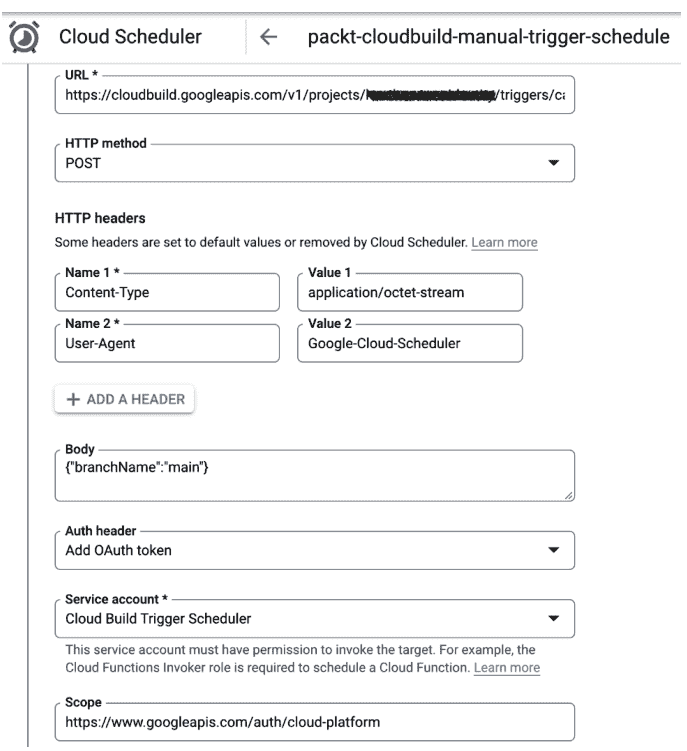 Cloud Scheduler
packt-cloudbuild-manual-trigger-schedule
URL *
https://cloudbuild.googleapis.com/v1/projects/ /triggers/ca
HTTP method
POST
HTTP headers
Some headers are set to default values or removed by Cloud Scheduler. Learn more
Name 1 * Value 1
Content-Type application/octet-stream
Name 2 * Value 2
User-Agent Google-Cloud-Scheduler
+ ADD A HEADER
Body
{"branchName":"main"}
Auth header
Add OAuth token
Service account *
Cloud Build Trigger Scheduler
This service account must have permission to invoke the target. For example, the
Cloud Functions Invoker role is required to schedule a Cloud Function. Learn more
Scope
https://www.googleapis.com/auth/cloud-platform